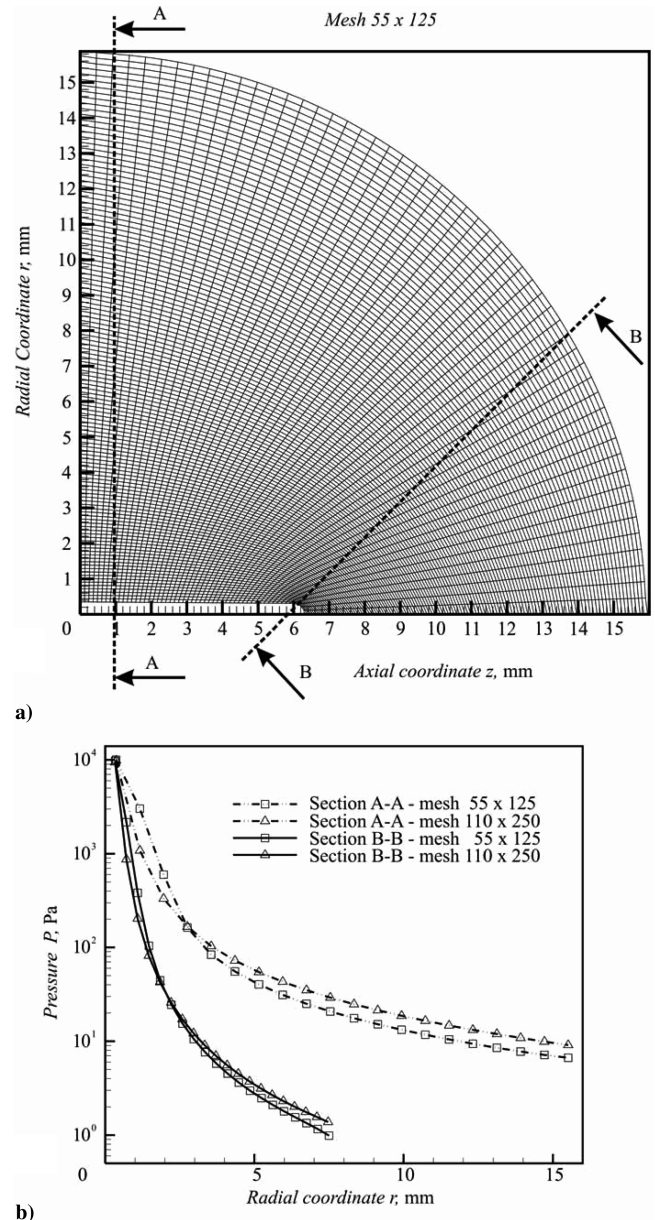 A
Mesh 55 x 125
15
14
13
12
11
10
9
8
7
6
5
4
3
2
1
Radial Coordinate r, mm
B
0 1 2 3 4 5 6 7 8 9 10 11 12 13 14 15
A
B
Axial coordinate z, mm
a)
10⁴
10³
10²
10¹
10⁰
Pressure P, Pa
Section A-A - mesh 55 x 125
Section A-A - mesh 110 x 250
Section B-B - mesh 55 x 125
Section B-B - mesh 110 x 250
0 5 10 15
Radial coordinate r, mm
b)